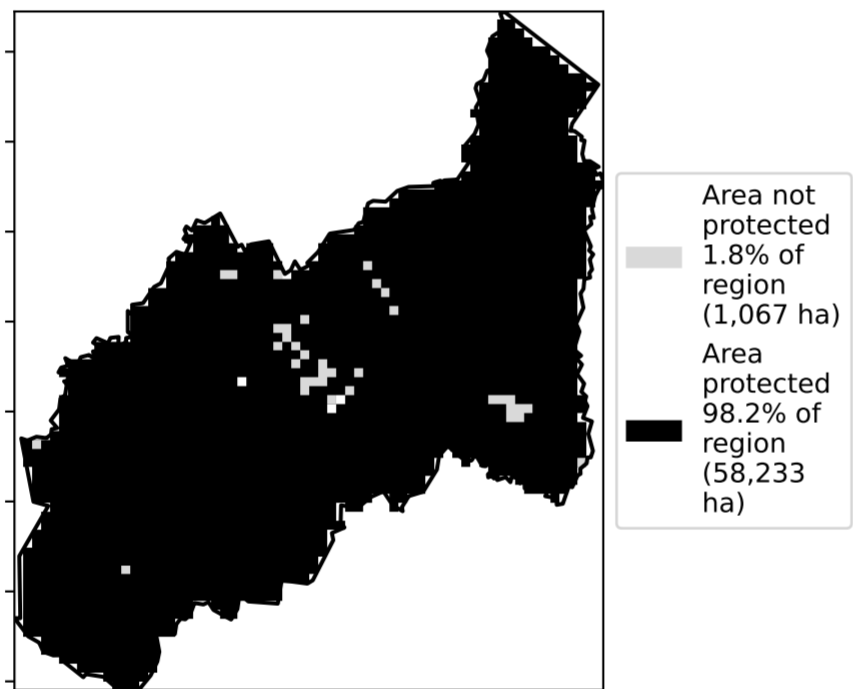 Area not
protected
1.8% of
region
(1,067 ha)
Area
protected
98.2% of
region
(58,233
ha)